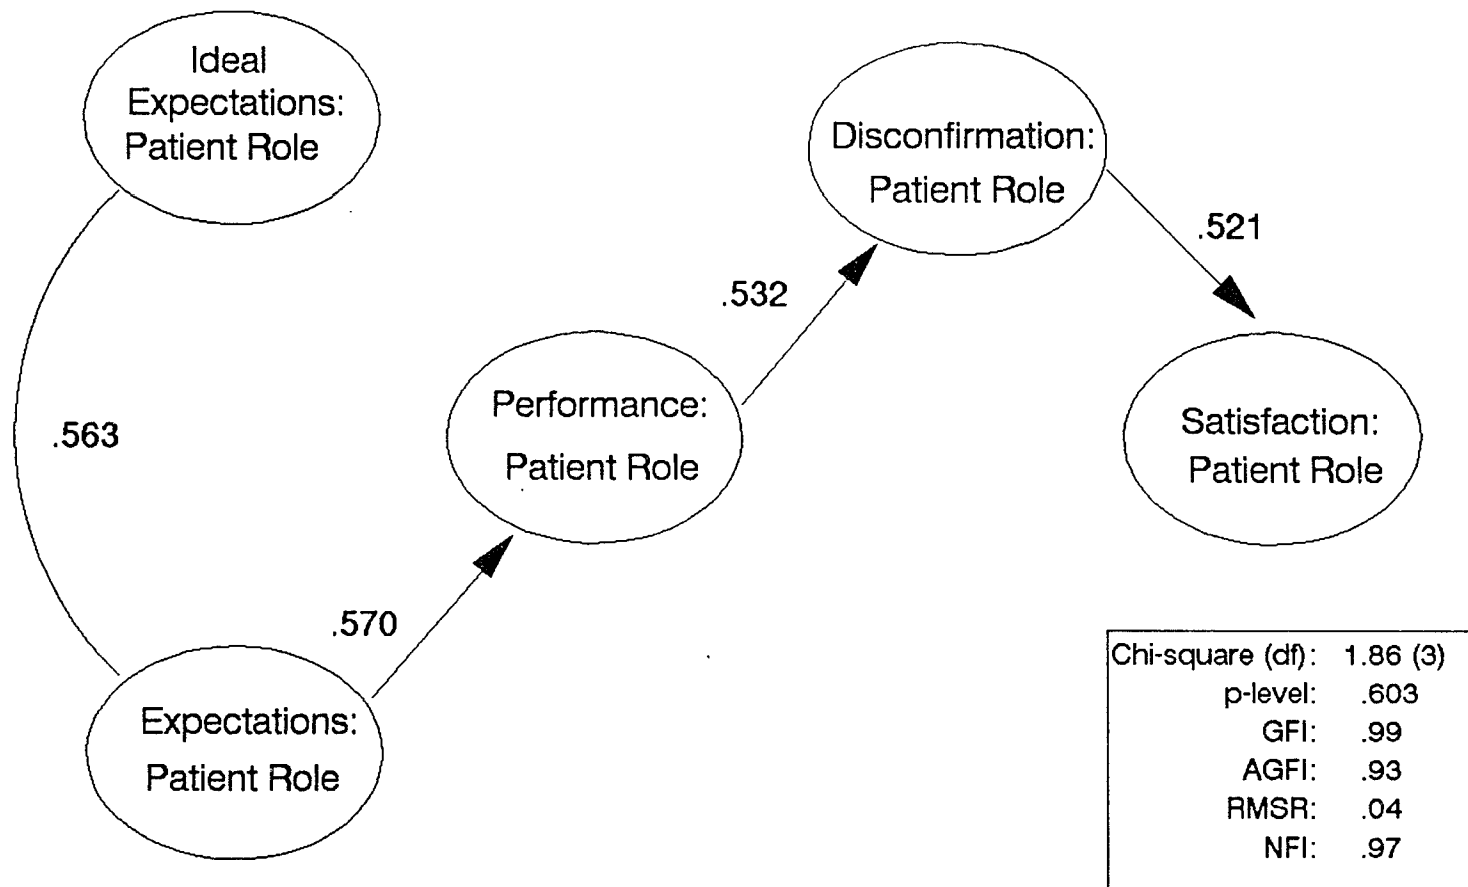 Ideal
Expectations:
Patient Role
Disconfirmation:
Patient Role
.521
.532
Performance:
Patient Role
Satisfaction:
Patient Role
.563
.570
Expectations:
Patient Role
Chi-square (df): 1.86 (3)
p-level: .603
GFI: .99
AGFI: .93
RMSR: .04
NFI: .97